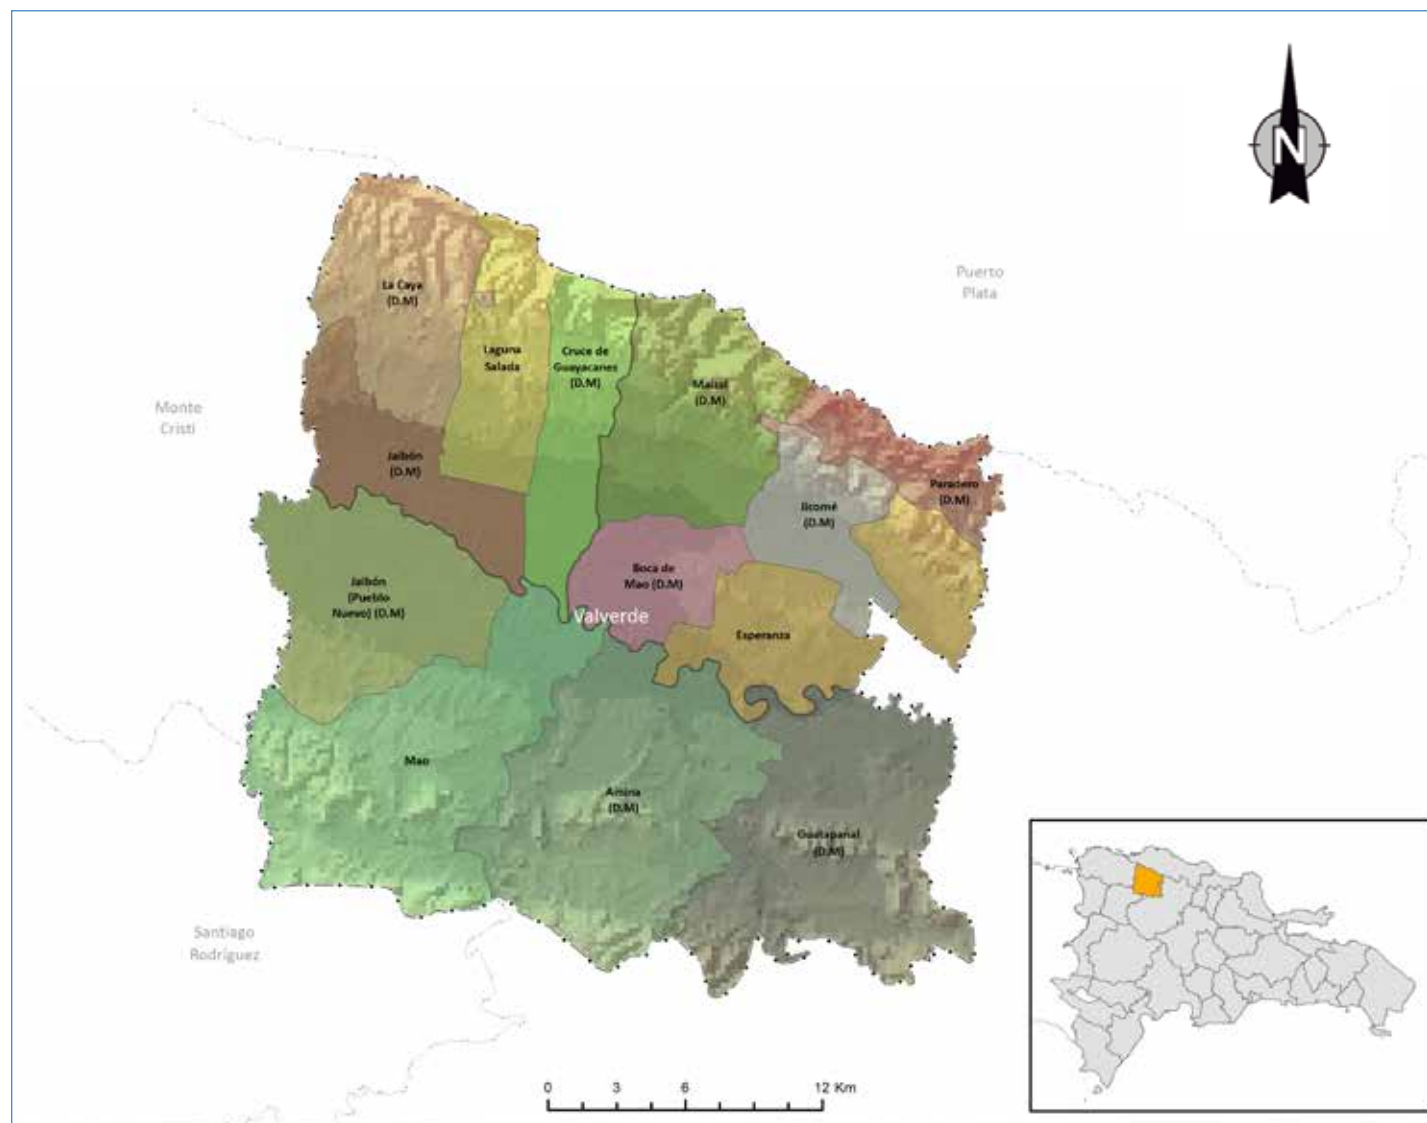 N
Puerto
Plata
La Caya
(D.M)
Laguna
Salada
Cruce de
Guayacanes
(D.M)
Maizal
(D.M)
Monte
Cristi
Jaibón
(D.M)
Paradero
(D.M)
Jicomé
(D.M)
Boca de
Mao (D.M)
Jaibón
(Pueblo
Nuevo) (D.M)
Valverde
Esperanza
Mao
Amina
(D.M)
Guatapanal
(D.M)
Santiago
Rodríguez
0 3 6 12 Km